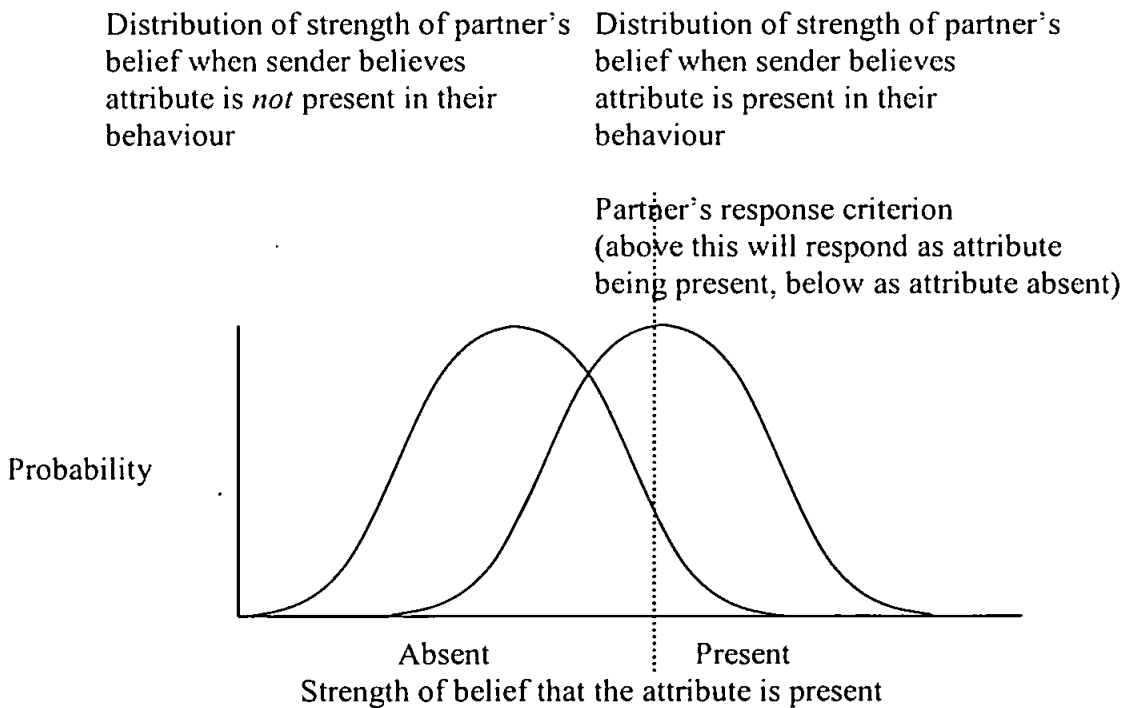 Distribution of strength of partner's
belief when sender believes
attribute is not present in their
behaviour
Distribution of strength of partner's
belief when sender believes
attribute is present in their
behaviour
Partner's response criterion
(above this will respond as attribute
being present, below as attribute absent)
Probability
Absent
Present
Strength of belief that the attribute is present